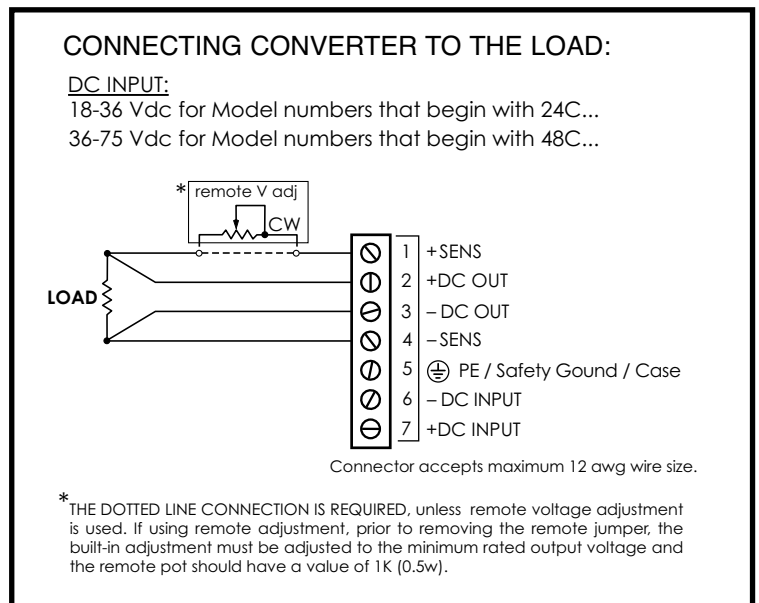 CONNECTING CONVERTER TO THE LOAD:
DC INPUT:
18-36 Vdc for Model numbers that begin with 24C...
36-75 Vdc for Model numbers that begin with 48C...
* remote V adj
CW
LOAD
1 +SENS
2 +DC OUT
3 – DC OUT
4 – SENS
5 PE / Safety Gound / Case
6 – DC INPUT
7 +DC INPUT
Connector accepts maximum 12 awg wire size.
*THE DOTTED LINE CONNECTION IS REQUIRED, unless remote voltage adjustment
is used. If using remote adjustment, prior to removing the remote jumper, the
built-in adjustment must be adjusted to the minimum rated output voltage and
the remote pot should have a value of 1K (0.5w).